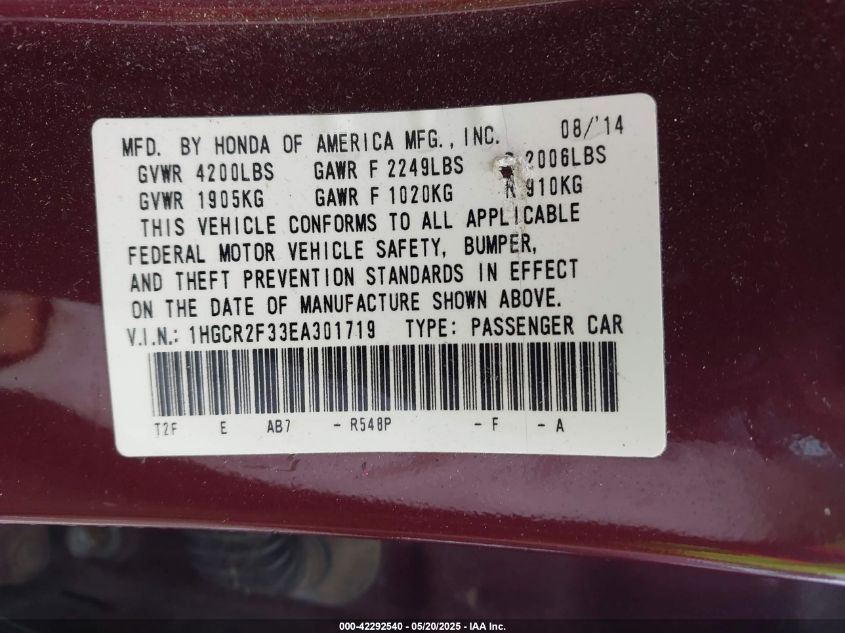 MFD. BY HONDA OF AMERICA MFG., INC. 08/'14
GVWR 4200LBS GAWR F 2249LBS 2006LBS
GVWR 1905KG GAWR F 1020KG R 910KG
THIS VEHICLE CONFORMS TO ALL APPLICABLE
FEDERAL MOTOR VEHICLE SAFETY, BUMPER,
AND THEFT PREVENTION STANDARDS IN EFFECT
ON THE DATE OF MANUFACTURE SHOWN ABOVE.
V.I.N.: 1HGCR2F33EA301719 TYPE: PASSENGER CAR
T2F E AB7 - R548P - F - A
000-42292540 - 05/20/2025 - IAA Inc.